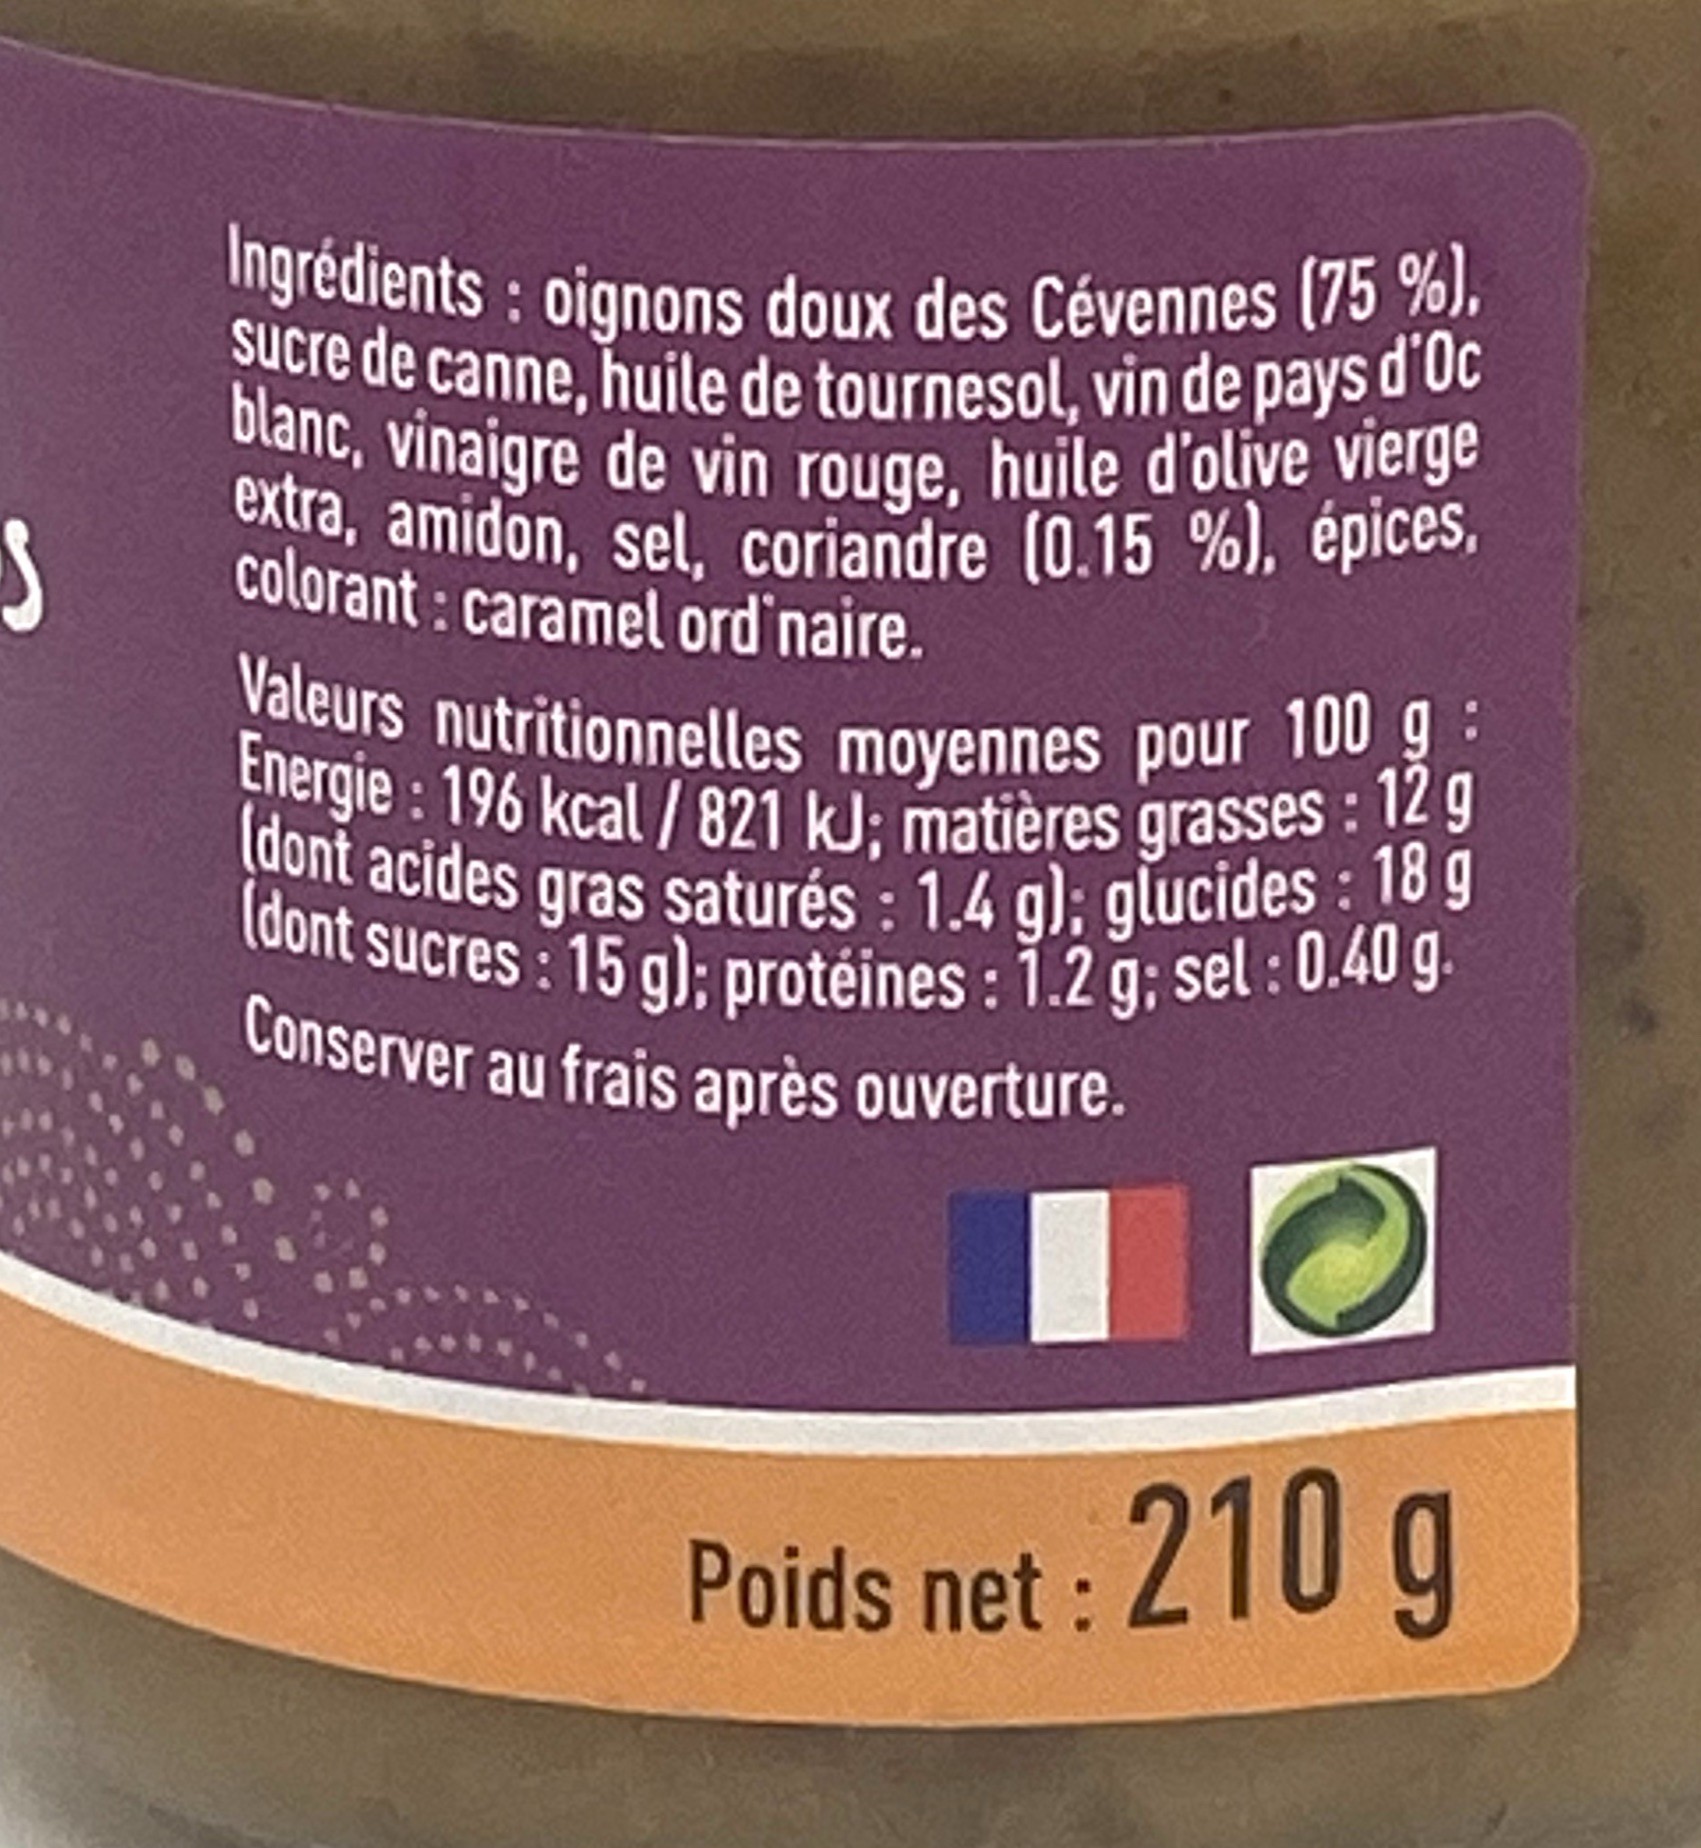 Ingrédients : oignons doux des Cévennes (75 %),
sucre de canne, huile de tournesol, vin de pays d'Oc
blanc, vinaigre de vin rouge, huile d'olive vierge
extra, amidon, sel, coriandre (0.15 %), épices,
colorant : caramel ord'naire.
Valeurs nutritionnelles moyennes pour 100 g :
Energie : 196 kcal / 821 kJ; matières grasses : 12 g
(dont acides gras saturés : 1.4 g); glucides : 18 g
(dont sucres : 15 g); protéines : 1.2 g; sel : 0.40 g.
Conserver au frais après ouverture.
Poids net : 210 g